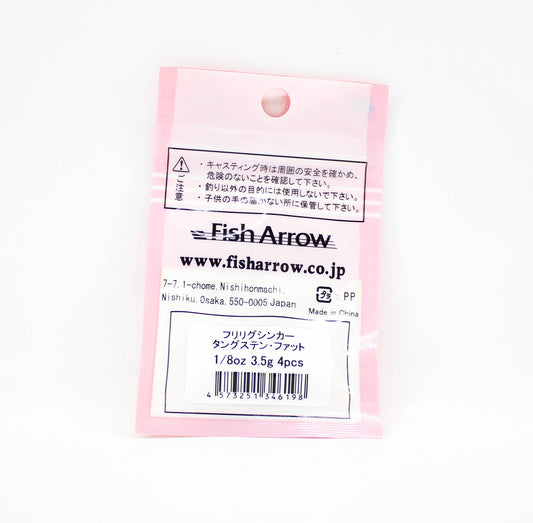 ご注意
・キャスティング時は周囲の安全を確かめ、
危険のないことを確認して下さい。
・釣り以外の目的には使用しないで下さい。
・子供の手の届かない所に保管して下さい。
Fish Arrow
www.fisharrow.co.jp
7-7, 1-chome, Nishihonmachi,
Nishiku, Osaka, 550-0005 Japan
プラ : PP
Made in China
フリリグシンカー
タングステン・ファット
1/8oz 3.5g 4pcs
4 573251 346198